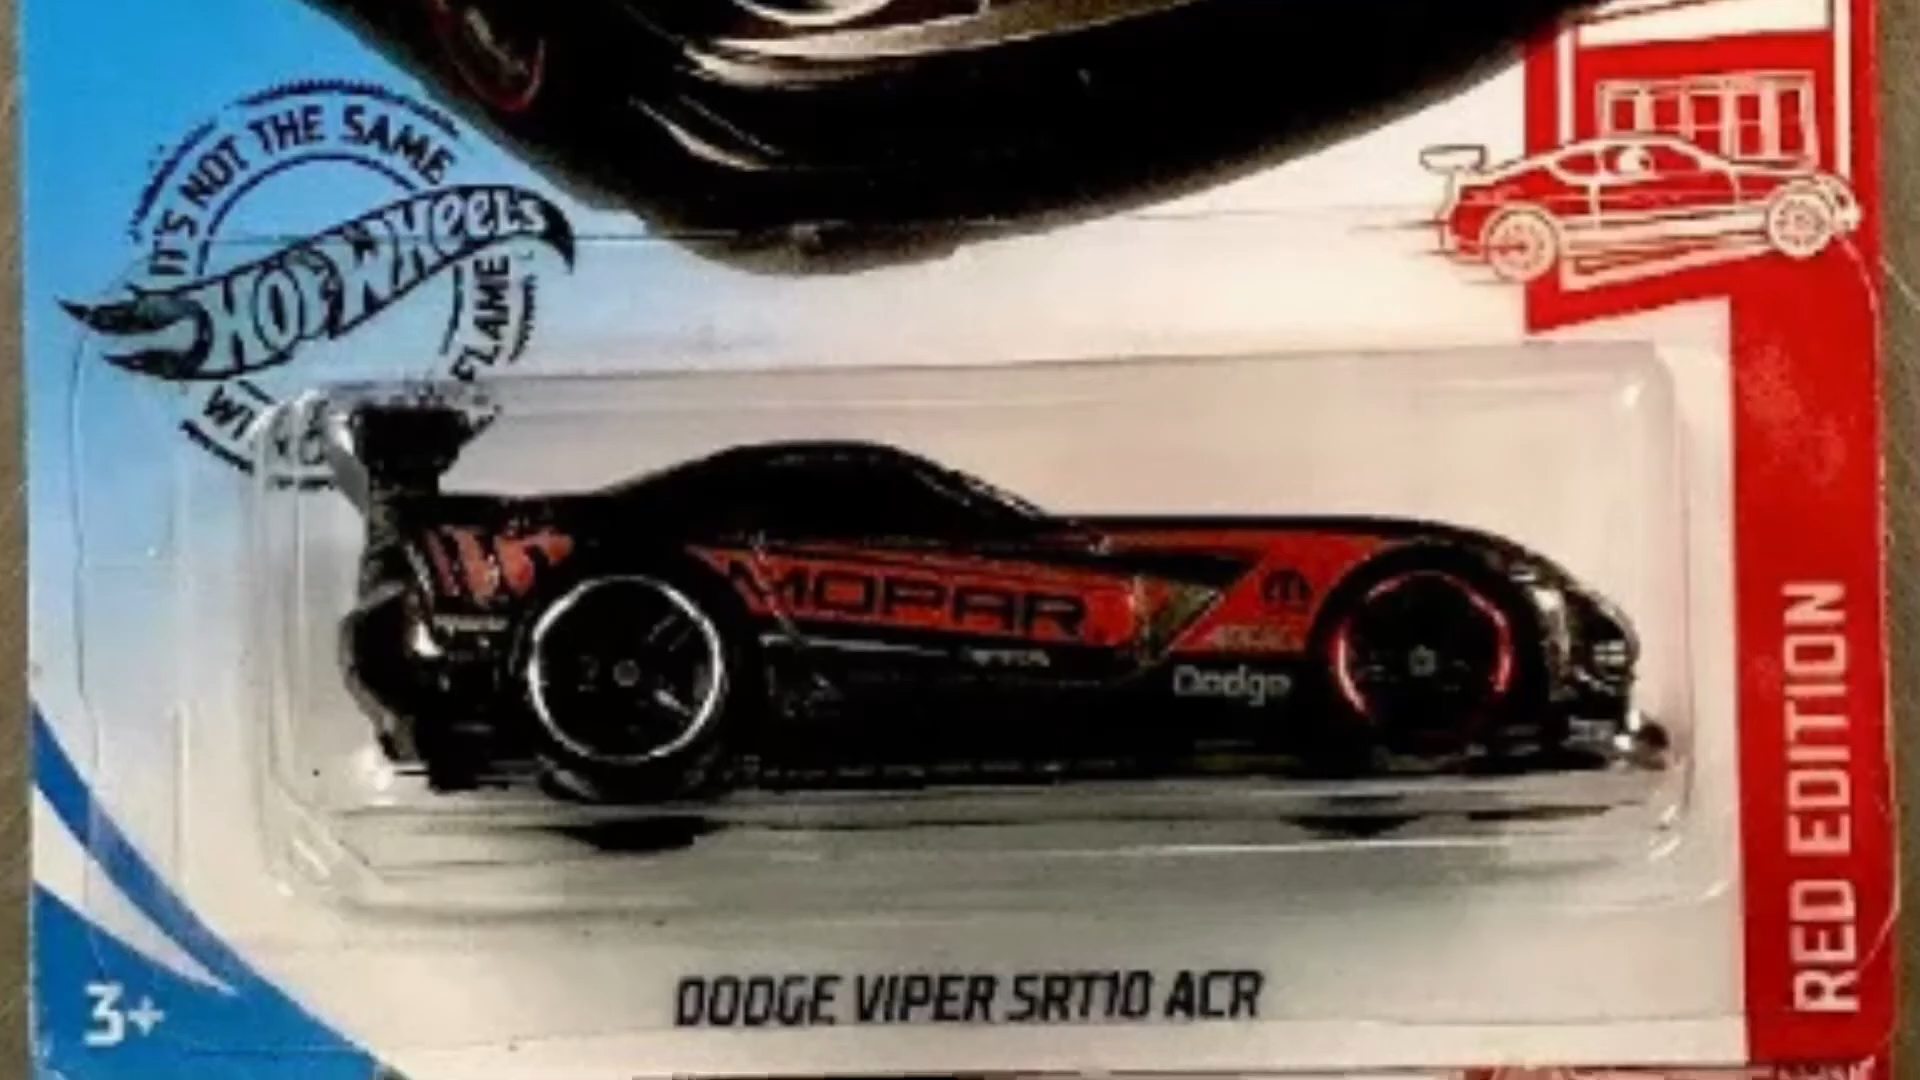 IT'S NOT THE SAME
Hot Wheels
FLAME
MOPAR
Dodge
RED EDITION
DODGE VIPER SRT10 ACR
3+